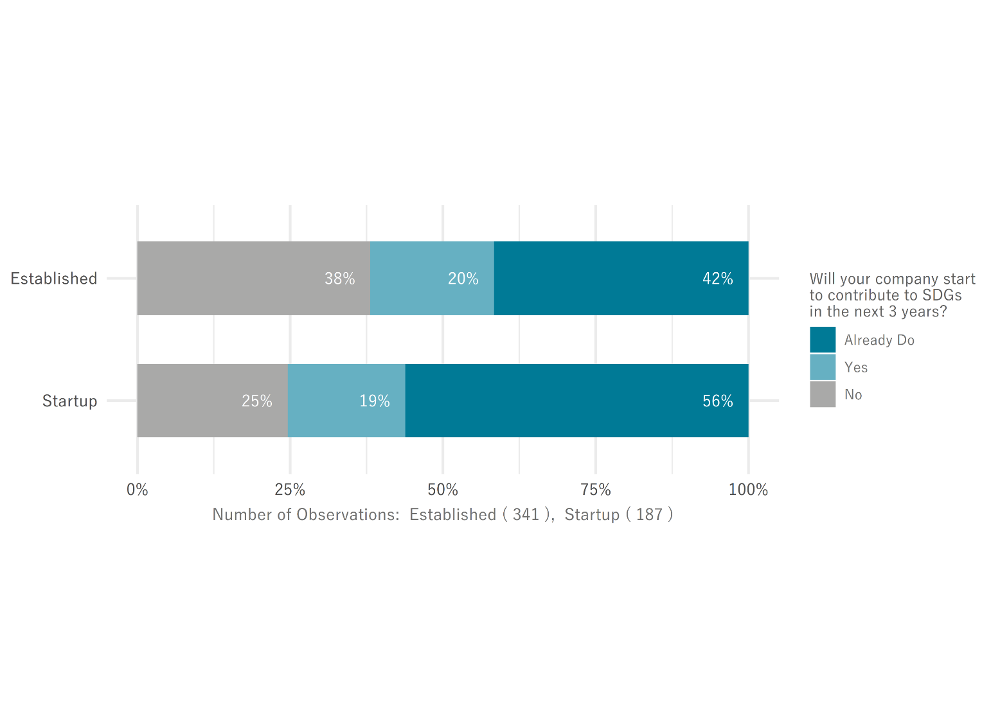 Established
38%
20%
42%
Startup
25%
19%
56%
0%
25%
50%
75%
100%
Number of Observations: Established ( 341 ), Startup ( 187 )
Will your company start
to contribute to SDGs
in the next 3 years?
Already Do
Yes
No